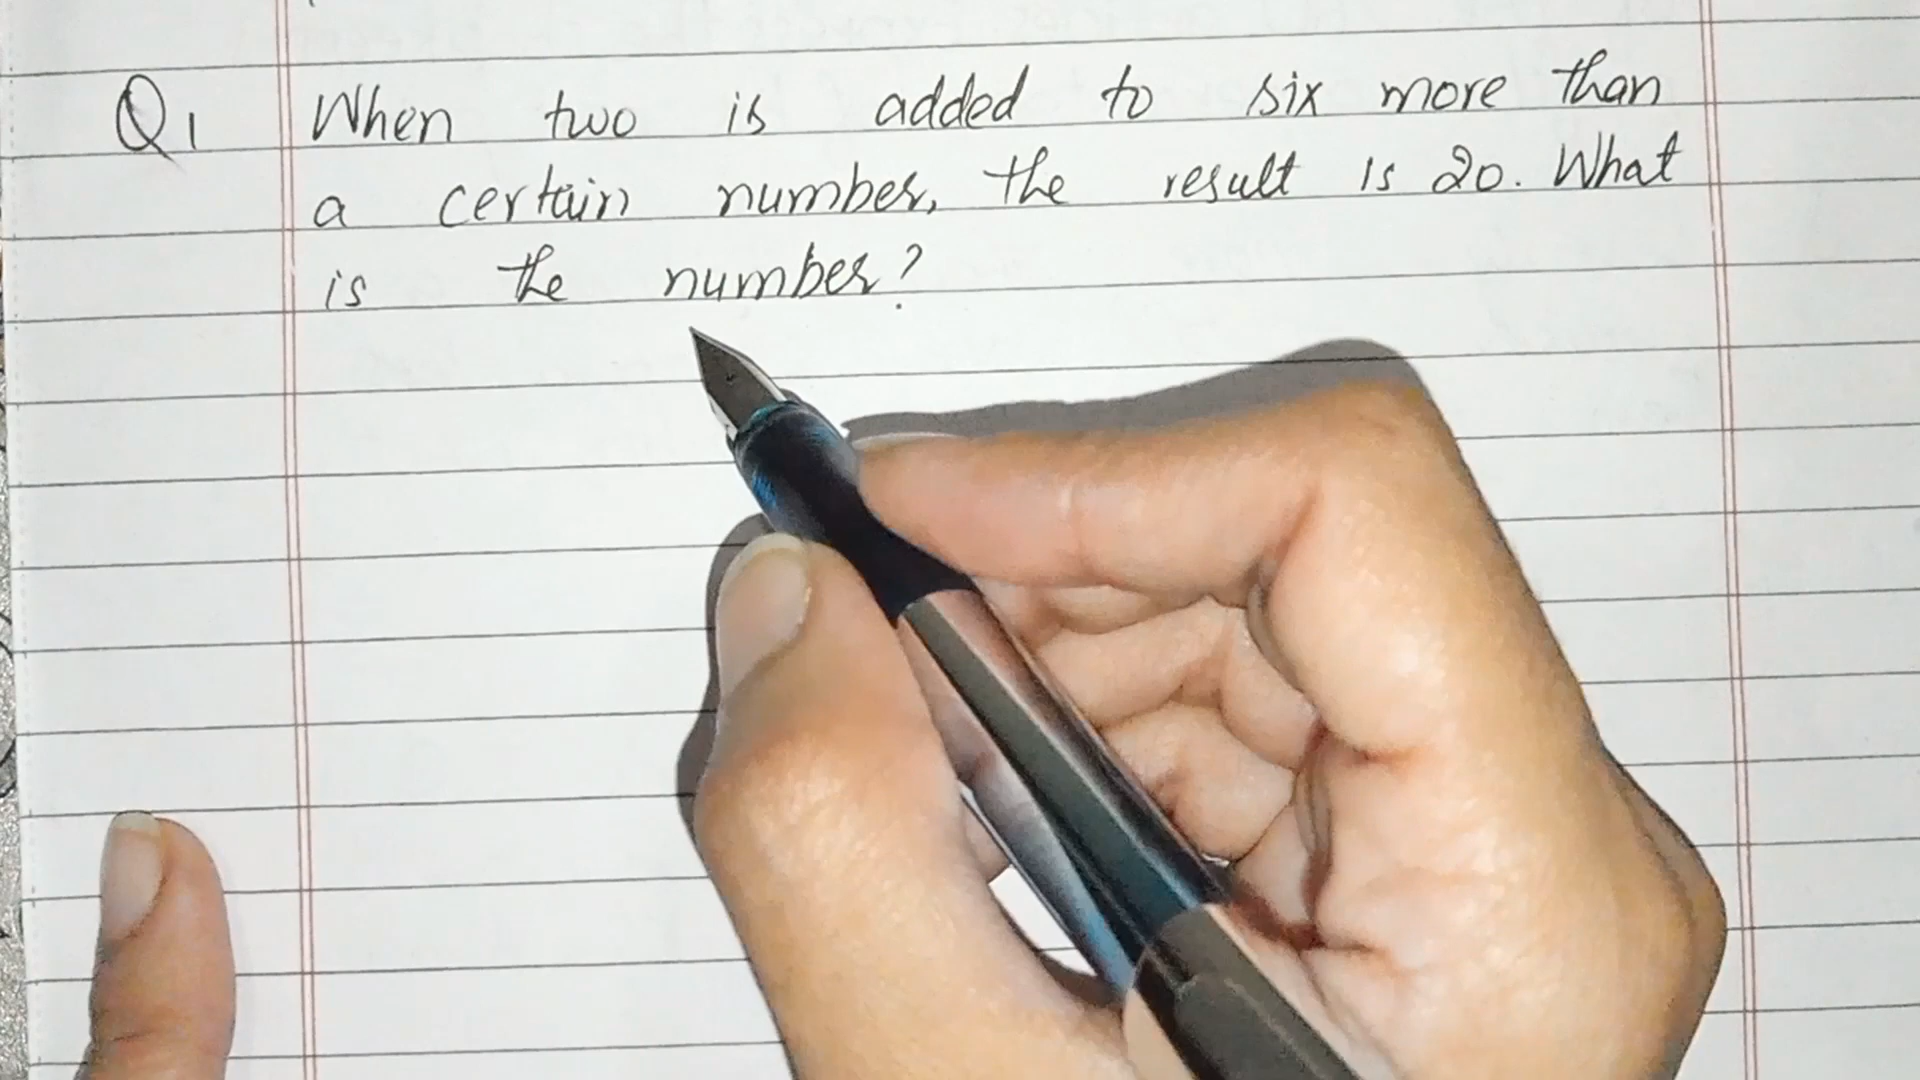 Q1 When two is added to six more than
a certain number, the result is 20. What
is the number?